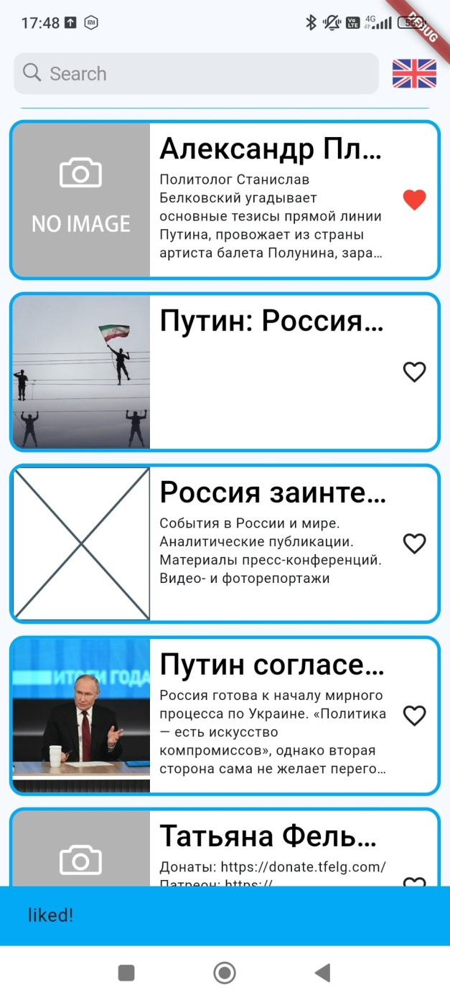 17:48
4G
Vo
LTE
DEBUG
Search
Александр Пл...
Политолог Станислав
Белковский угадывает
основные тезисы прямой линии
Путина, провожает из страны
артиста балета Полунина, зара...
NO IMAGE
Путин: Россия...
Россия заинте...
События в России и мире.
Аналитические публикации.
Материалы пресс-конференций.
Видео- и фоторепортажи
Путин согласе...
ИТОГИ ГОДА
Россия готова к началу мирного
процесса по Украине. «Политика
— есть искусство
компромиссов», однако вторая
сторона сама не желает перего...
Татьяна Фель...
Донаты: https://donate.tfelg.com/
Патреон: https://
liked!